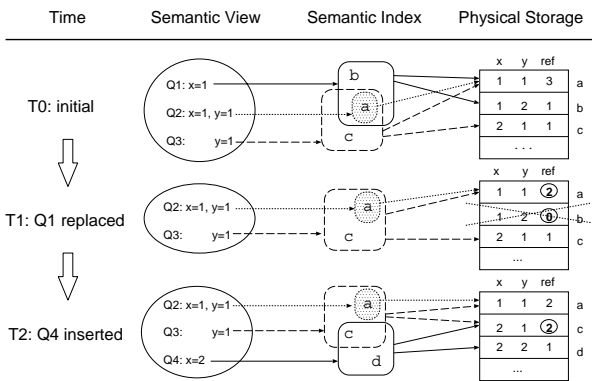 Time Semantic View Semantic Index Physical Storage
x y ref
T0: initial
Q1: x=1
Q2: x=1, y=1
Q3: y=1
b
a
c
1 1 3 a
1 2 1 b
2 1 1 c
. . .
x y ref
T1: Q1 replaced
Q2: x=1, y=1
Q3: y=1
a
c
1 1 2 a
1 2 0 b
2 1 1 c
...
x y ref
T2: Q4 inserted
Q2: x=1, y=1
Q3: y=1
Q4: x=2
a
c
d
1 1 2 a
2 1 2 c
2 2 1 d
...